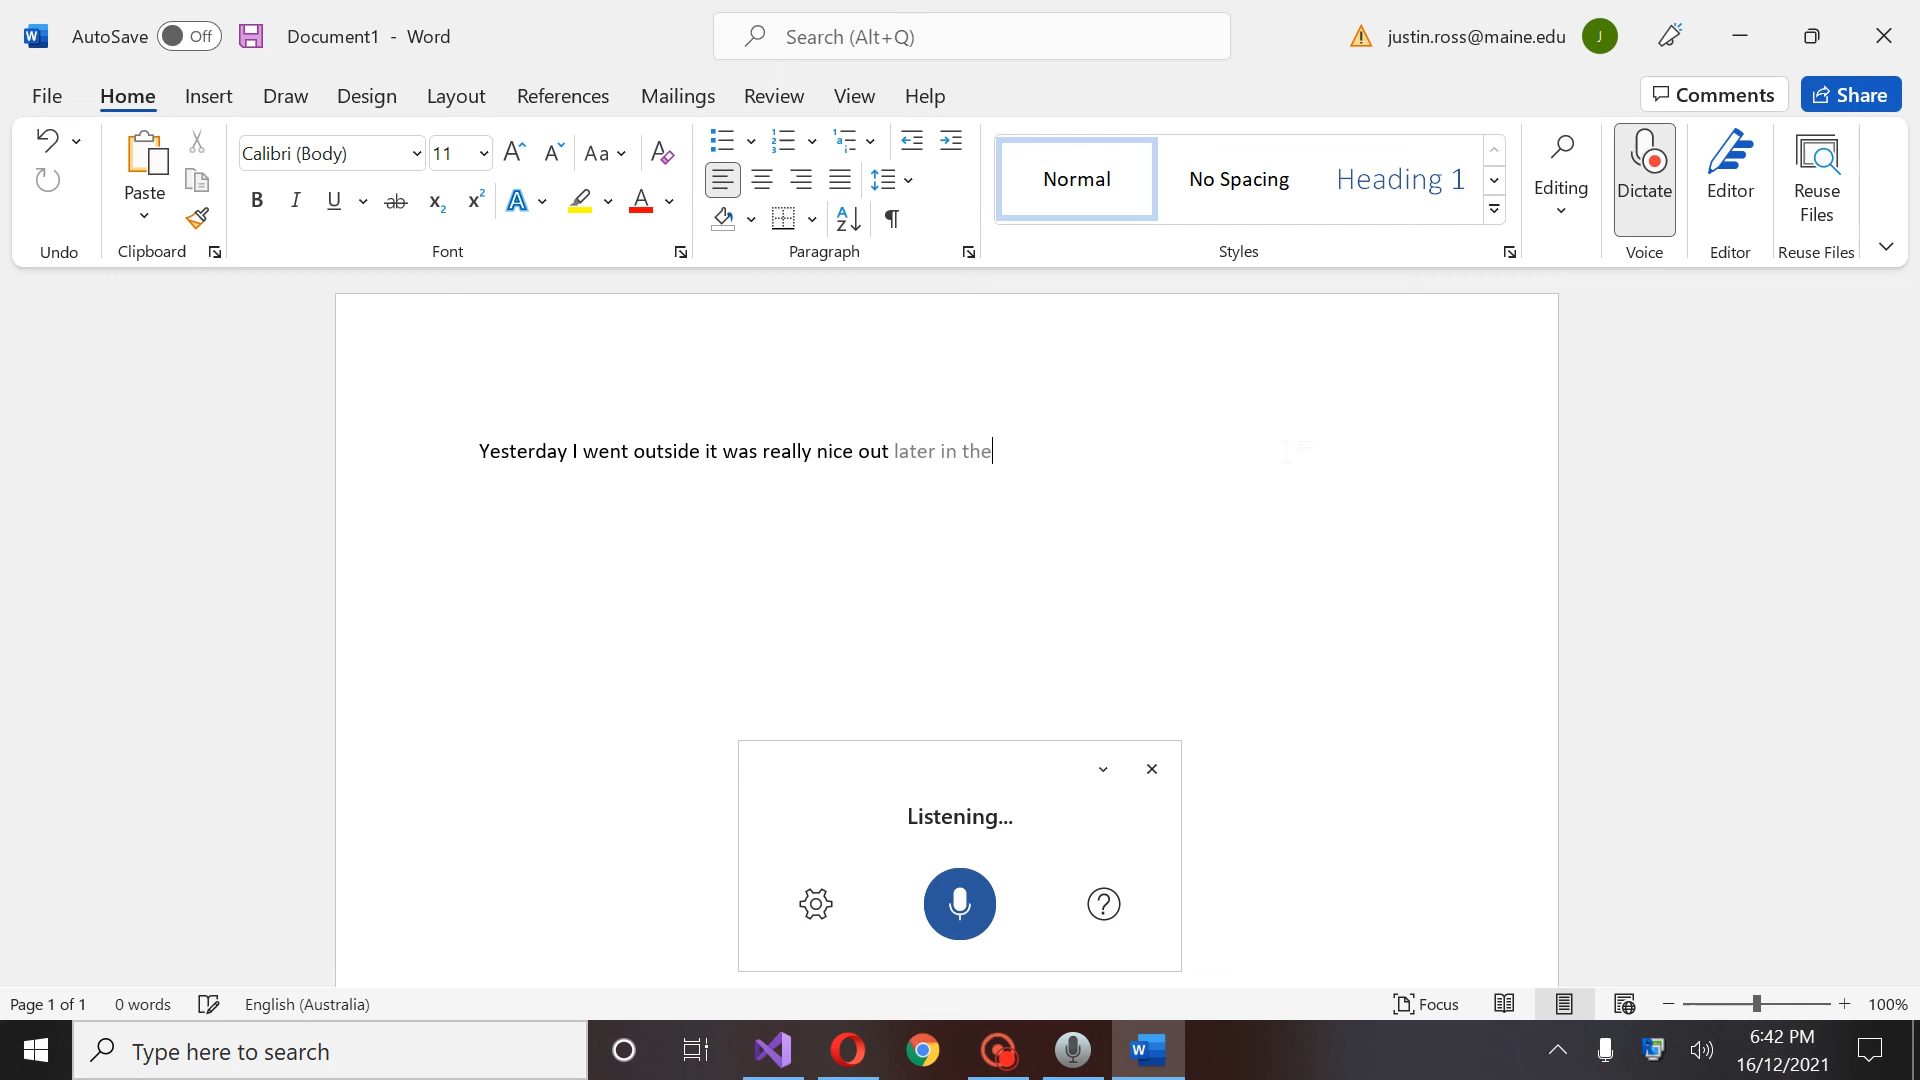 AutoSave Off Document1 - Word Search (Alt+Q) justin.ross@maine.edu J
File Home Insert Draw Design Layout References Mailings Review View Help Comments Share
Undo
Paste
Clipboard
Calibri (Body) 11 Aa
B I U ab x₂ x² A A
Font
Paragraph
Normal No Spacing Heading 1
Styles
Editing
Dictate
Voice
Editor
Editor
Reuse
Files
Reuse Files
Yesterday I went outside it was really nice out later in the
Listening...
Page 1 of 1 0 words English (Australia) Focus 100%
Type here to search
6:42 PM
16/12/2021